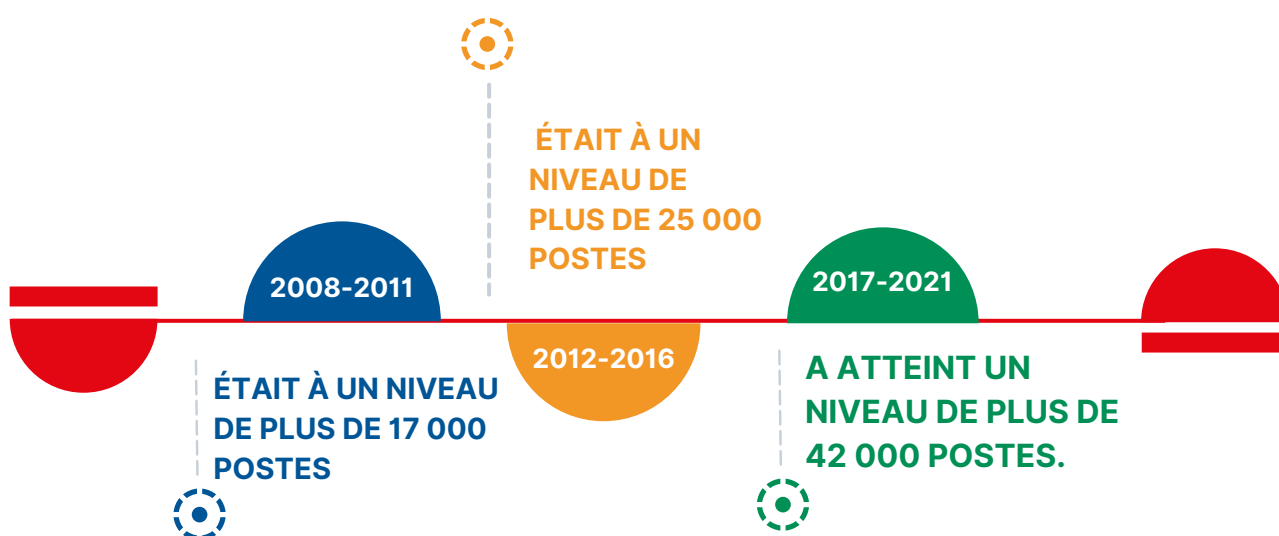 2008-2011
ÉTAIT À UN NIVEAU
DE PLUS DE 17 000
POSTES
ÉTAIT À UN
NIVEAU DE
PLUS DE 25 000
POSTES
2012-2016
2017-2021
A ATTEINT UN
NIVEAU DE PLUS DE
42 000 POSTES.